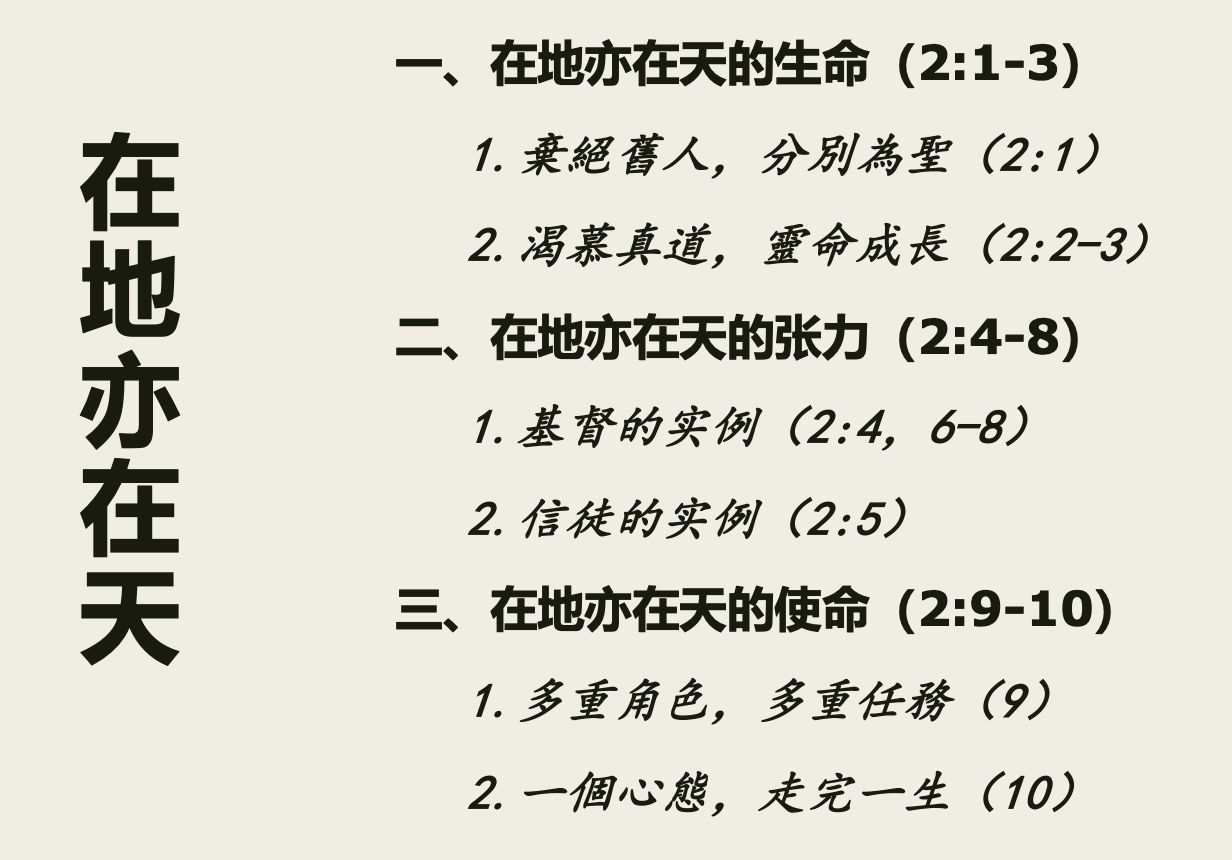 在地亦在天
一、在地亦在天的生命（2:1-3）
1. 棄絕舊人，分別為聖（2:1）
2. 渴慕真道，靈命成長（2:2-3）
二、在地亦在天的张力（2:4-8）
1. 基督的实例（2:4, 6-8）
2. 信徒的实例（2:5）
三、在地亦在天的使命（2:9-10）
1. 多重角色，多重任務（9）
2. 一個心態，走完一生（10）